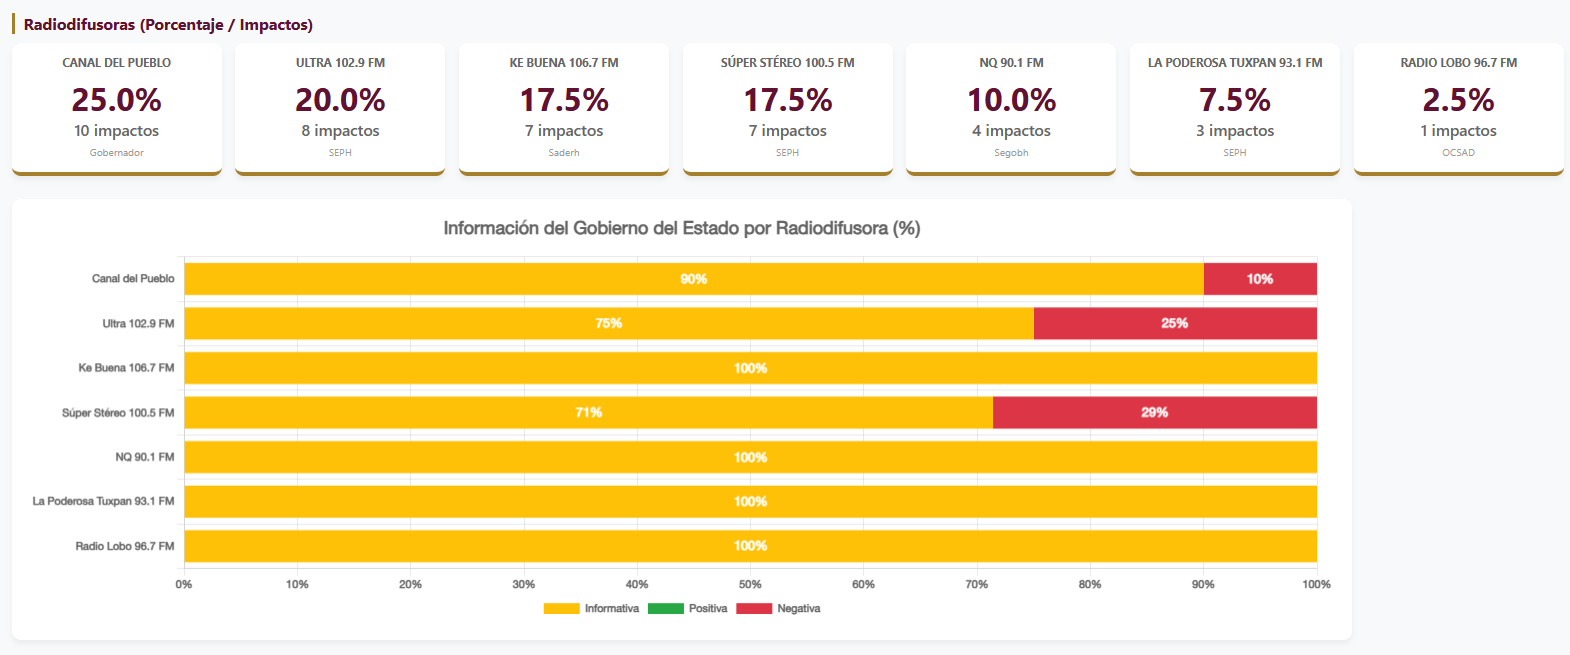 Radiodifusoras (Porcentaje / Impactos)
CANAL DEL PUEBLO
25.0%
10 impactos
Gobernador
ULTRA 102.9 FM
20.0%
8 impactos
SEPH
KE BUENA 106.7 FM
17.5%
7 impactos
Saderh
SÚPER STÉREO 100.5 FM
17.5%
7 impactos
SEPH
NQ 90.1 FM
10.0%
4 impactos
Segobh
LA PODEROSA TUXPAN 93.1 FM
7.5%
3 impactos
SEPH
RADIO LOBO 96.7 FM
2.5%
1 impactos
OCSAD
Información del Gobierno del Estado por Radiodifusora (%)
Canal del Pueblo 90% 10%
Ultra 102.9 FM 75% 25%
Ke Buena 106.7 FM 100%
Súper Stéreo 100.5 FM 71% 29%
NQ 90.1 FM 100%
La Poderosa Tuxpan 93.1 FM 100%
Radio Lobo 96.7 FM 100%
0% 10% 20% 30% 40% 50% 60% 70% 80% 90% 100%
Informativa Positiva Negativa